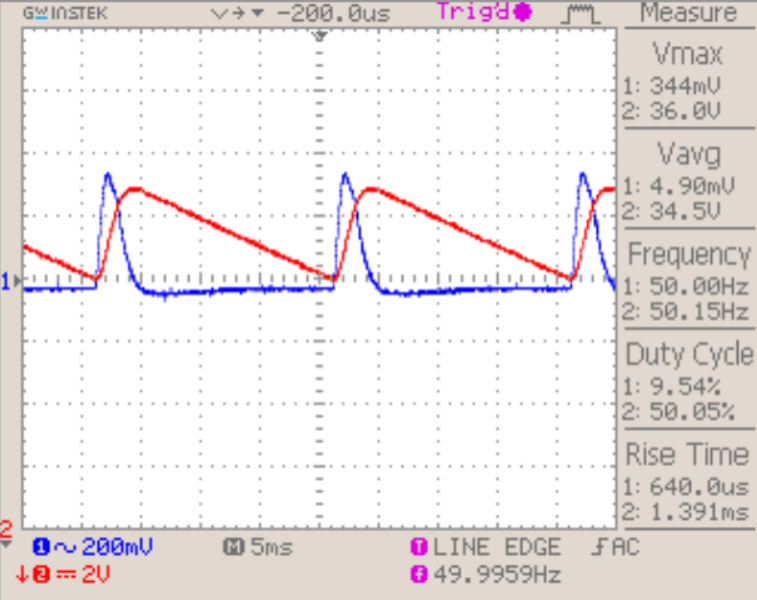 GW INSTEK -200.0us Trig'd Measure
Vmax
1: 344mV
2: 36.0V
Vavg
1: 4.90mV
2: 34.5V
Frequency
1: 50.00Hz
2: 50.15Hz
Duty Cycle
1: 9.54%
2: 50.05%
Rise Time
1: 640.0us
2: 1.391ms
1
2
1 ~ 200mV M 5ms T LINE EDGE AC
2 2V f 49.9959Hz